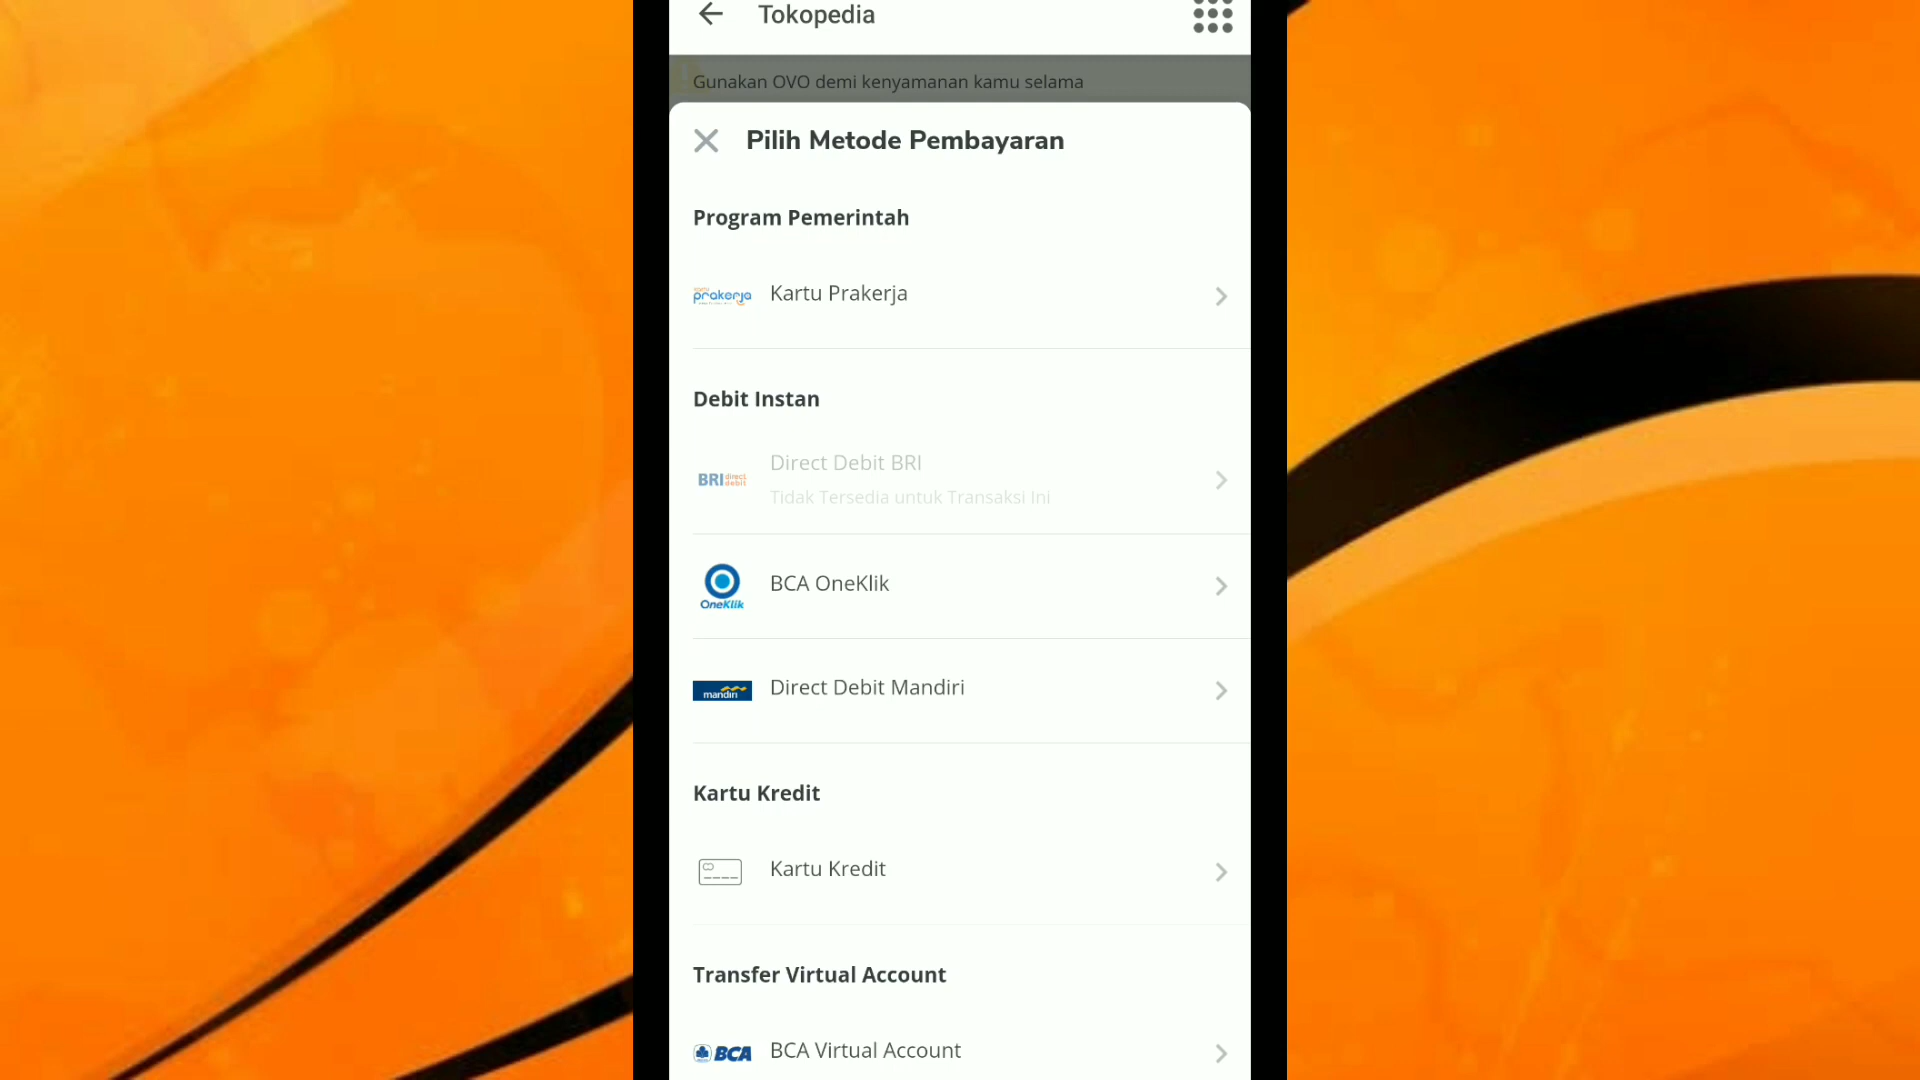 Tokopedia
Gunakan OVO demi kenyamanan kamu selama
Pilih Metode Pembayaran
Program Pemerintah
prakerja Kartu Prakerja
Debit Instan
Direct Debit BRI
BRI direct debit
Tidak Tersedia untuk Transaksi Ini
BCA OneKlik
OneKlik
mandiri Direct Debit Mandiri
Kartu Kredit
Kartu Kredit
Transfer Virtual Account
BCA BCA Virtual Account